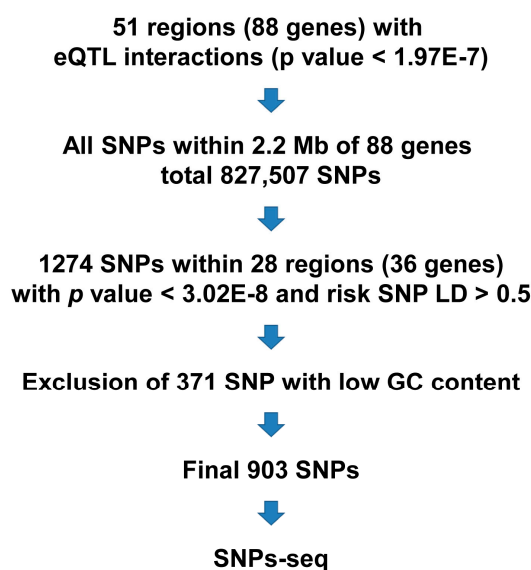 51 regions (88 genes) with
eQTL interactions (p value < 1.97E-7)
All SNPs within 2.2 Mb of 88 genes
total 827,507 SNPs
1274 SNPs within 28 regions (36 genes)
with p value < 3.02E-8 and risk SNP LD > 0.5
Exclusion of 371 SNP with low GC content
Final 903 SNPs
SNPs-seq